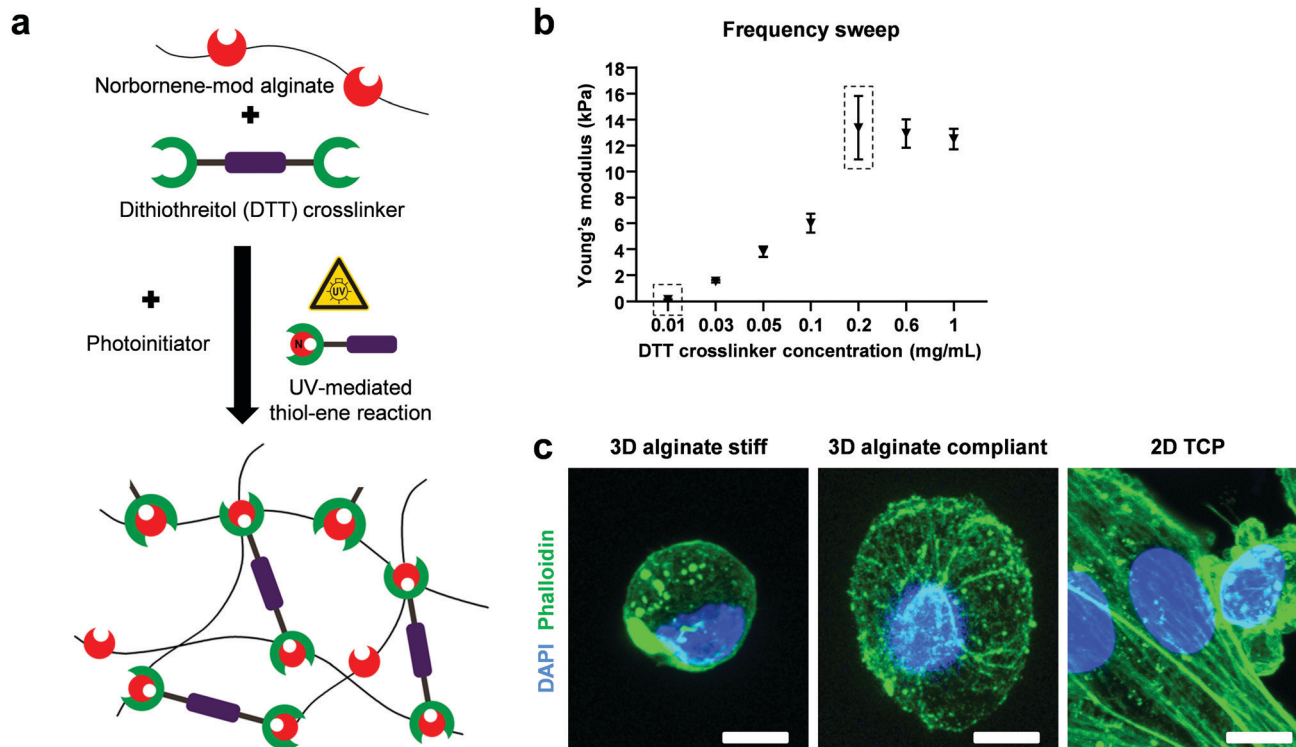 a
Norbornene-mod alginate
+
Dithiothreitol (DTT) crosslinker
+
Photoinitiator
UV
N
UV-mediated
thiol-ene reaction
b
Frequency sweep
Young's modulus (kPa)
18
16
14
12
10
8
6
4
2
0
0.01 0.03 0.05 0.1 0.2 0.6 1
DTT crosslinker concentration (mg/mL)
c
3D alginate stiff
3D alginate compliant
2D TCP
DAPI Phalloidin